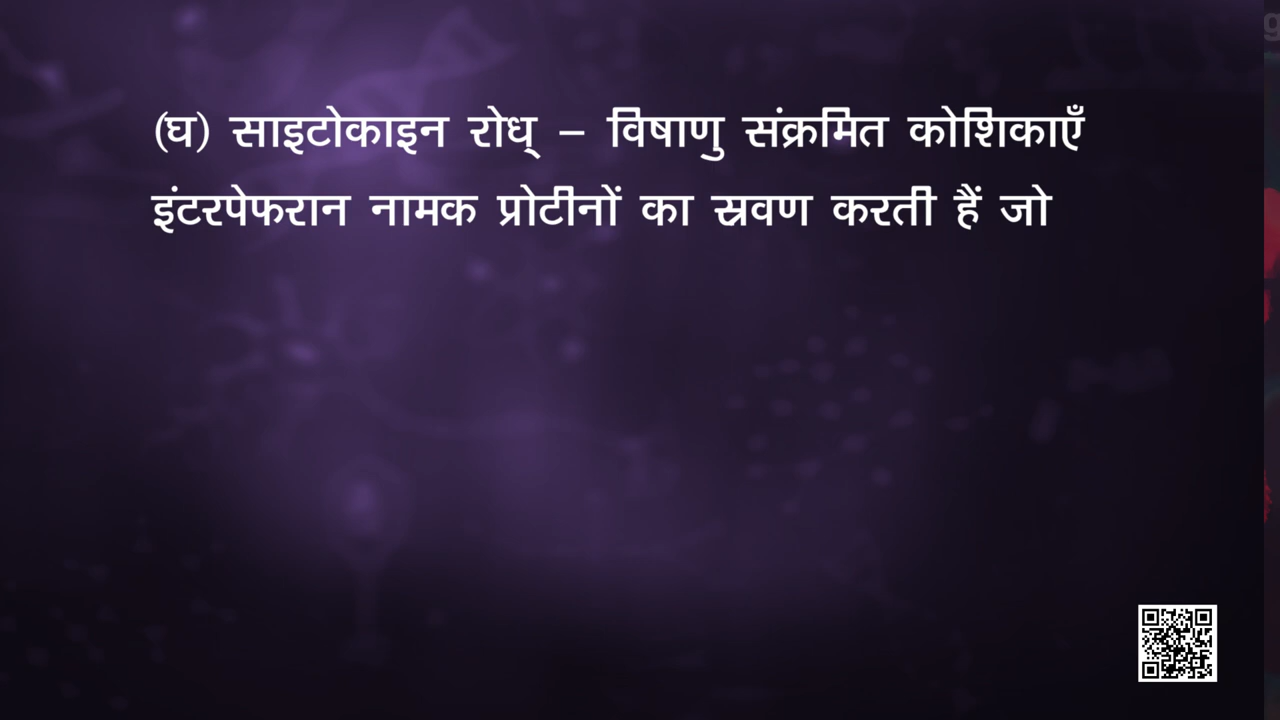 (घ) साइटोकाइन रोध् – विषाणु संक्रमित कोशिकाएँ
इंटरपेफरान नामक प्रोटीनों का स्रवण करती हैं जो